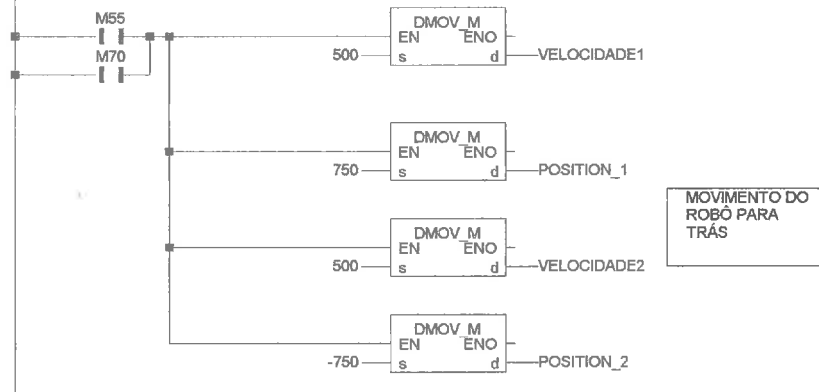 M55
M70
DMOV_M
EN ENO
500 s d VELOCIDADE1
DMOV_M
EN ENO
750 s d POSITION_1
MOVIMENTO DO
ROBÔ PARA
TRÁS
DMOV_M
EN ENO
500 s d VELOCIDADE2
DMOV_M
EN ENO
-750 s d POSITION_2